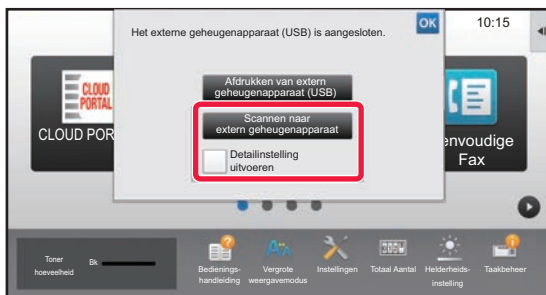 Het externe geheugenapparaat (USB) is aangesloten.
OK
10:15
Afdrukken van extern
geheugenapparaat (USB)
Scannen naar
extern geheugenapparaat
Detailinstelling
uitvoeren
CLOUD
PORTAL
CLOUD POR
envoudige
Fax
Toner
hoeveelheid
Bk
Bedienings-
handleiding
Vergrote
weergavemodus
Instellingen
Totaal Aantal
Helderheids-
instelling
Taakbeheer